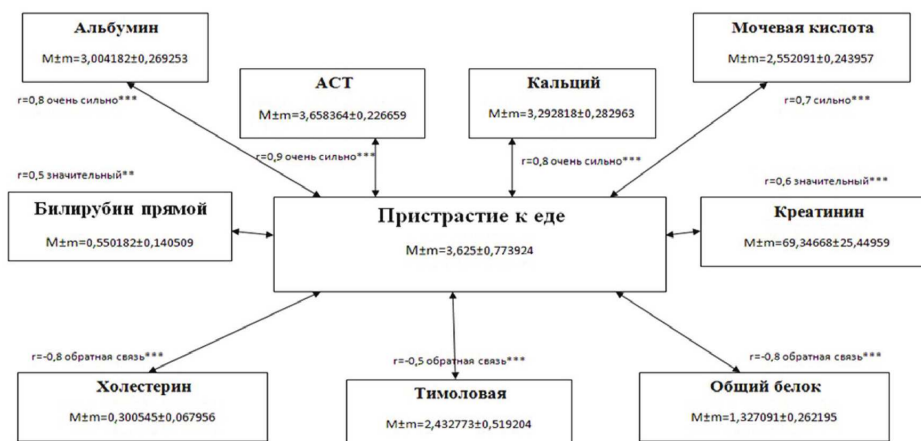 Альбумин
M±m=3,004182±0,269253
Мочевая кислота
M±m=2,552091±0,243957
АСТ
M±m=3,658364±0,226659
Кальций
M±m=3,292818±0,282963
r=0,8 очень сильно***
r=0,7 сильно***
r=0,9 очень сильно***
r=0,8 очень сильно***
r=0,5 значительный**
r=0,6 значительный***
Билирубин прямой
M±m=0,550182±0,140509
Пристрастие к еде
M±m=3,625±0,773924
Креатинин
M±m=69,34668±25,44959
r=-0,8 обратная связь***
r=-0,5 обратная связь***
r=-0,8 обратная связь***
Холестерин
M±m=0,300545±0,067956
Тимоловая
M±m=2,432773±0,519204
Общий белок
M±m=1,327091±0,262195